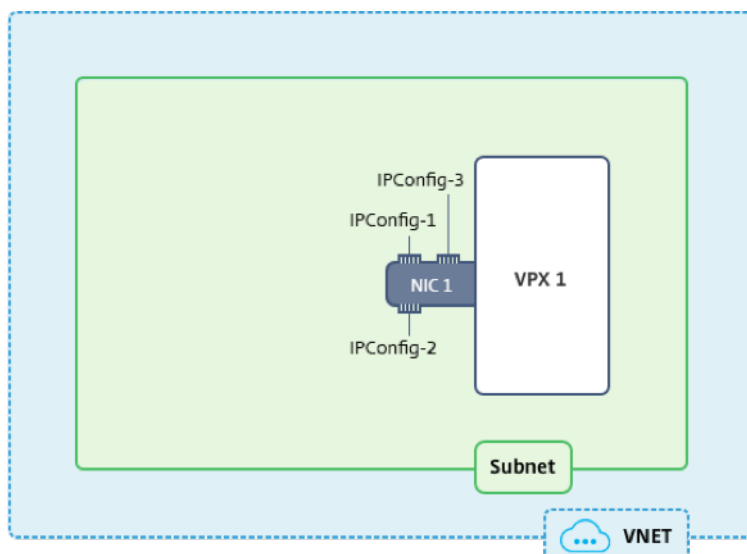 IPConfig-3
IPConfig-1
NIC 1
VPX 1
IPConfig-2
Subnet
VNET